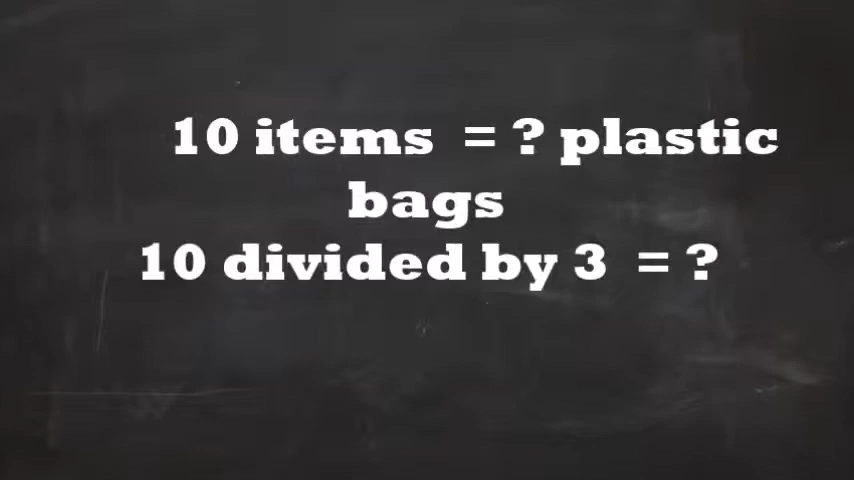 10 items = ? plastic
bags
10 divided by 3 = ?